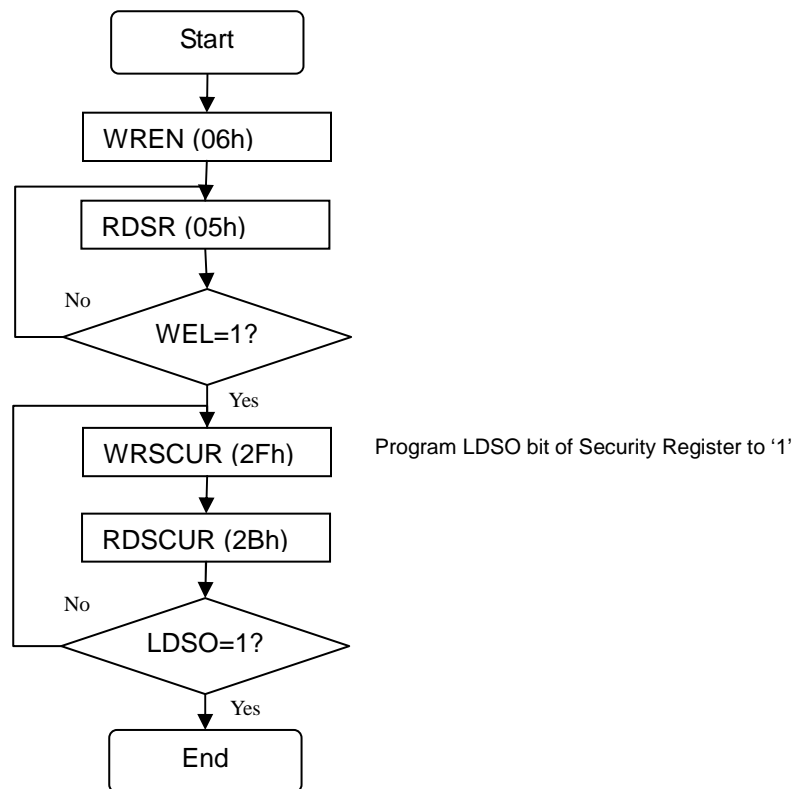 Start
WREN (06h)
RDSR (05h)
No
WEL=1?
Yes
WRSCUR (2Fh)
Program LDSO bit of Security Register to ‘1’
RDSCUR (2Bh)
No
LDSO=1?
Yes
End